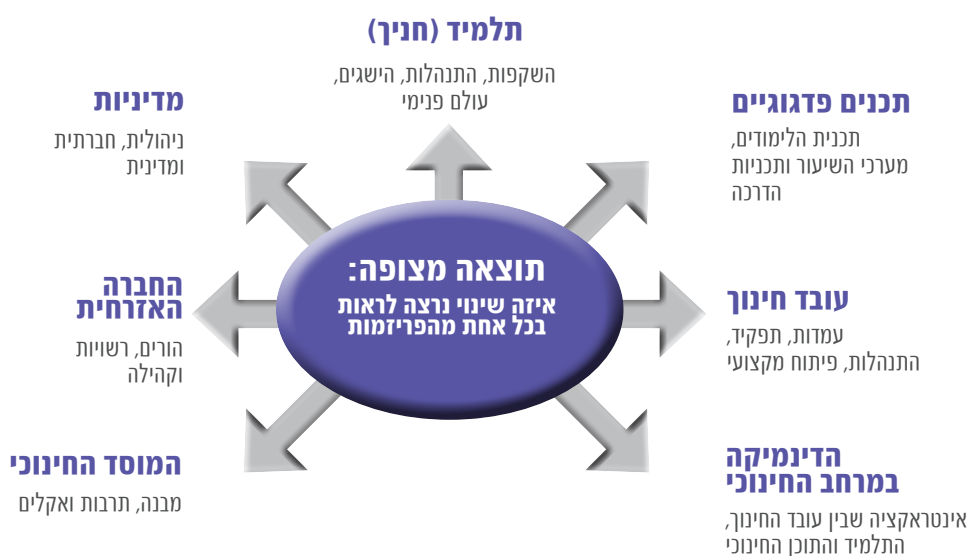 תלמיד (חניך)
השקפות, התנהלות, הישגים,
עולם פנימי
תכנים פדגוגיים
תכנית הלימודים,
מערכי השיעור ותכניות
הדרכה
עובד חינוך
עמדות, תפקיד,
התנהלות, פיתוח מקצועי
הדינמיקה
במרחב החינוכי
אינטראקציה שבין עובד החינוך,
התלמיד והתוכן החינוכי
תוצאה מצופה:
איזה שינוי נרצה לראות
בכל אחת מהפריזמות
מדיניות
ניהולית, חברתית
ומדינית
החברה
האזרחית
הורים, רשויות
וקהילה
המוסד החינוכי
מבנה, תרבות ואקלים